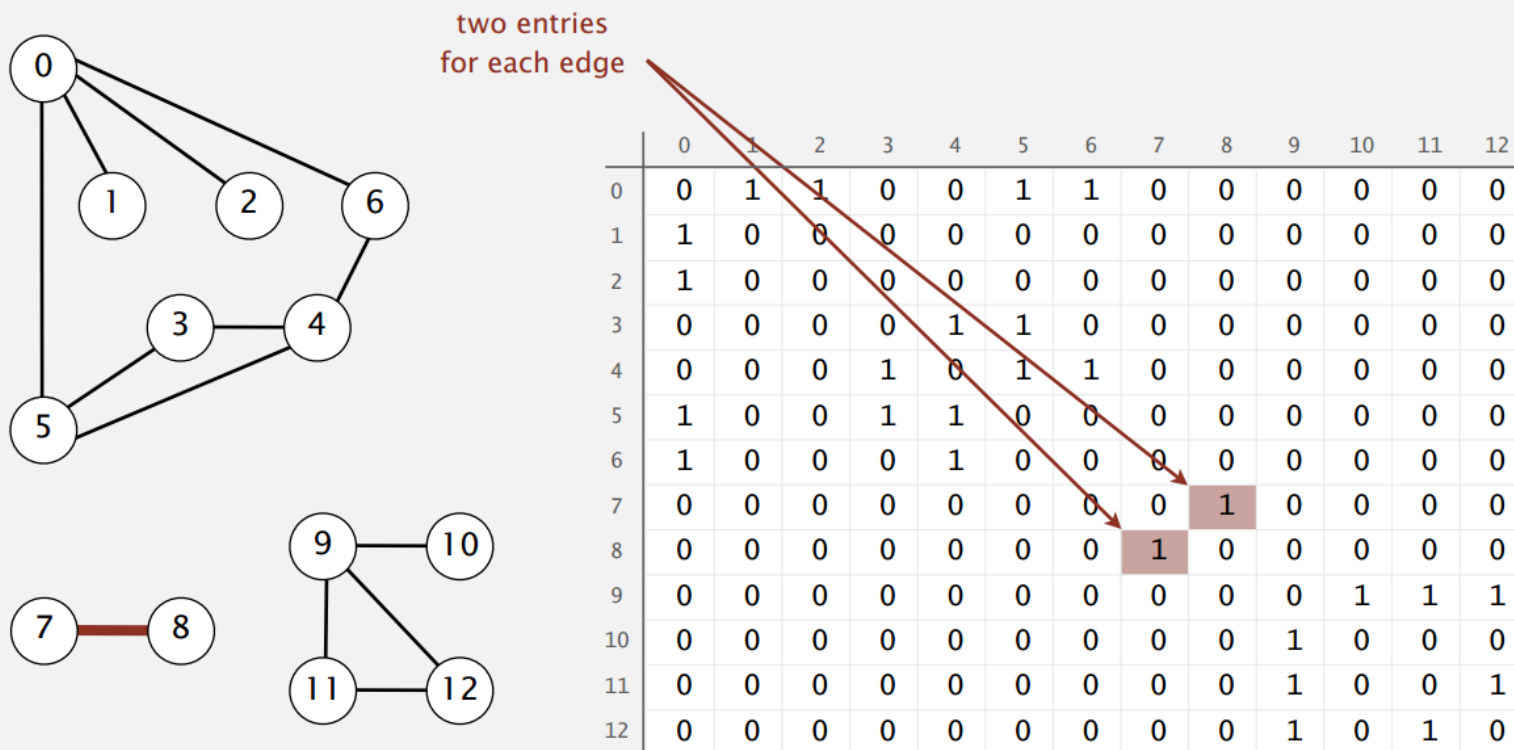 two entries
for each edge
0
1
2
6
3
4
5
9
10
7
8
11
12
0 1 2 3 4 5 6 7 8 9 10 11 12
0 0 1 1 0 0 1 1 0 0 0 0 0 0
1 1 0 0 0 0 0 0 0 0 0 0 0 0
2 1 0 0 0 0 0 0 0 0 0 0 0 0
3 0 0 0 0 1 1 0 0 0 0 0 0 0
4 0 0 0 1 0 1 1 0 0 0 0 0 0
5 1 0 0 1 1 0 0 0 0 0 0 0 0
6 1 0 0 0 1 0 0 0 0 0 0 0 0
7 0 0 0 0 0 0 0 0 1 0 0 0 0
8 0 0 0 0 0 0 0 1 0 0 0 0 0
9 0 0 0 0 0 0 0 0 0 0 1 1 1
10 0 0 0 0 0 0 0 0 0 1 0 0 0
11 0 0 0 0 0 0 0 0 0 1 0 0 1
12 0 0 0 0 0 0 0 0 0 1 0 1 0